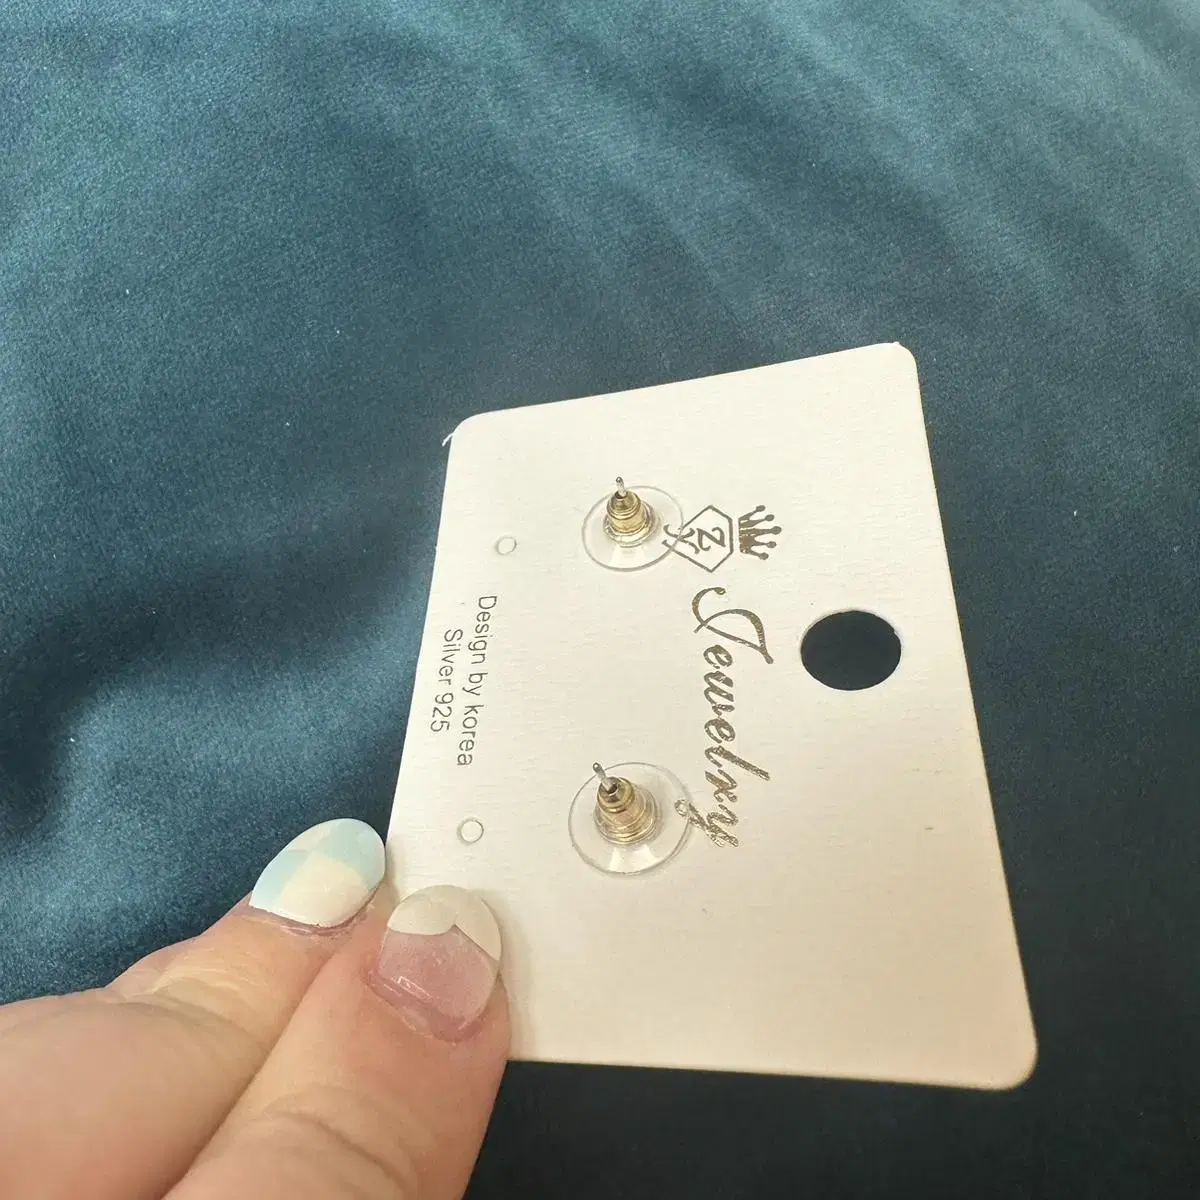 ZY
Jewelry
Design by korea
Silver 925